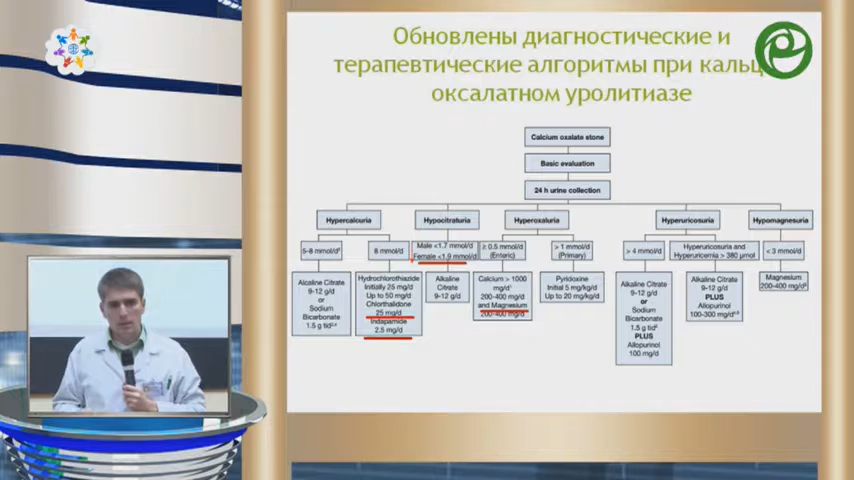 Обновлены диагностические и
терапевтические алгоритмы при кальц
оксалатном уролитиазе
Calcium oxalate stone
Basic evaluation
24 h urine collection
Hypercalcuria
Hypocitraturia
Hyperoxaluria
Hyperuricosuria
Hypomagnesuria
5-8 mmol/d²
8 mmol/d
Male <1.7 mmol/d
Female <1.9 mmol/d
≥ 0.5 mmol/d
(Enteric)
> 1 mmol/d
(Primary)
> 4 mmol/d
Hyperuricosuria and
Hyperuricemia > 380 µmol
< 3 mmol/d
Alcaline Citrate
9-12 g/d
or
Sodium
Bicarbonate
1.5 g tid
Hydrochlorothiazide
Initially 25 mg/d
Up to 50 mg/d
Chlorthalidone
25 mg/d
Indapamide
2.5 mg/d
Alkaline
Citrate
9-12 g/d
Calcium > 1000
mg/d¹
200-400 mg/d
and Magnesium
200-400 mg/d
Pyridoxine
Initial 5 mg/kg/d
Up to 20 mg/kg/d
Alkaline Citrate
9-12 g/d
or
Sodium
Bicarbonate
1.5 g tid²
PLUS
Allopurinol
100 mg/d
Alkaline Citrate
9-12 g/d
PLUS
Allopurinol
100-300 mg/d
Magnesium
200-400 mg/d³